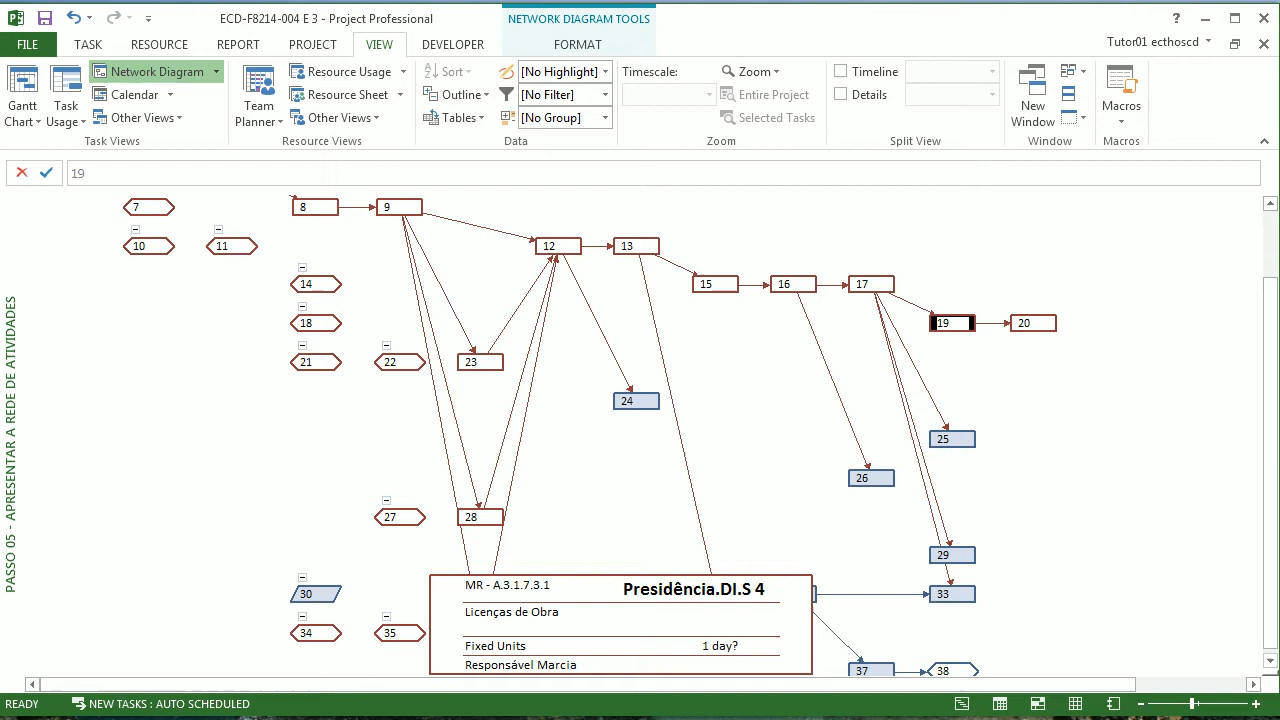 ECD-F8214-004 E 3 - Project Professional
NETWORK DIAGRAM TOOLS
FILE TASK RESOURCE REPORT PROJECT VIEW DEVELOPER FORMAT
Tutor01 ecthoscd
Gantt Chart
Task Usage
Network Diagram
Calendar
Other Views
Task Views
Team Planner
Resource Usage
Resource Sheet
Other Views
Resource Views
Sort
Outline
Tables
[No Highlight]
[No Filter]
[No Group]
Data
Timescale:
Zoom
Entire Project
Selected Tasks
Zoom
Timeline
Details
Split View
New Window
Window
Macros
Macros
19
PASSO 05 - APRESENTAR A REDE DE ATIVIDADES
7 8 9
10 11 12 13
14 15 16 17
18 19 20
21 22 23
24
25
26
27 28
29
30 33
34 35
MR - A.3.1.7.3.1 Presidência.DI.S 4
Licenças de Obra
Fixed Units 1 day?
Responsável Marcia
37 38
READY NEW TASKS : AUTO SCHEDULED